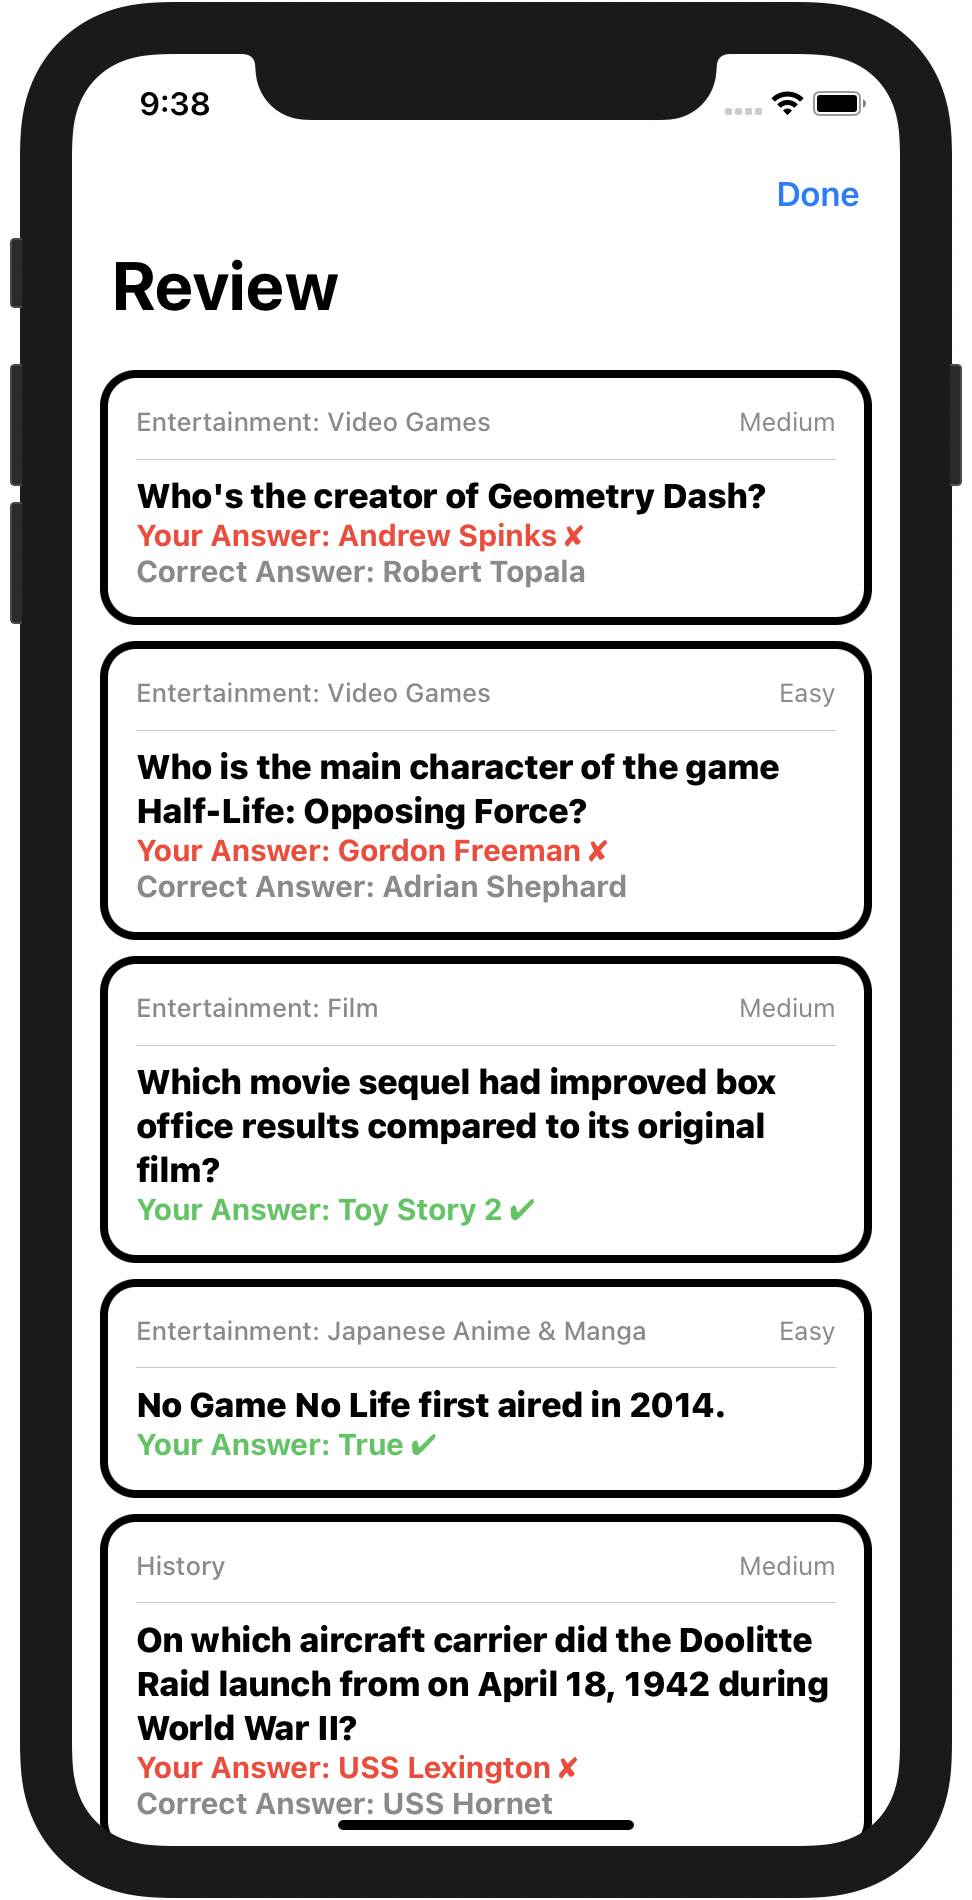 9:38
Done
Review
Entertainment: Video Games Medium
Who's the creator of Geometry Dash?
Your Answer: Andrew Spinks ✘
Correct Answer: Robert Topala
Entertainment: Video Games Easy
Who is the main character of the game
Half-Life: Opposing Force?
Your Answer: Gordon Freeman ✘
Correct Answer: Adrian Shephard
Entertainment: Film Medium
Which movie sequel had improved box
office results compared to its original
film?
Your Answer: Toy Story 2 ✔
Entertainment: Japanese Anime & Manga Easy
No Game No Life first aired in 2014.
Your Answer: True ✔
History Medium
On which aircraft carrier did the Doolitte
Raid launch from on April 18, 1942 during
World War II?
Your Answer: USS Lexington ✘
Correct Answer: USS Hornet